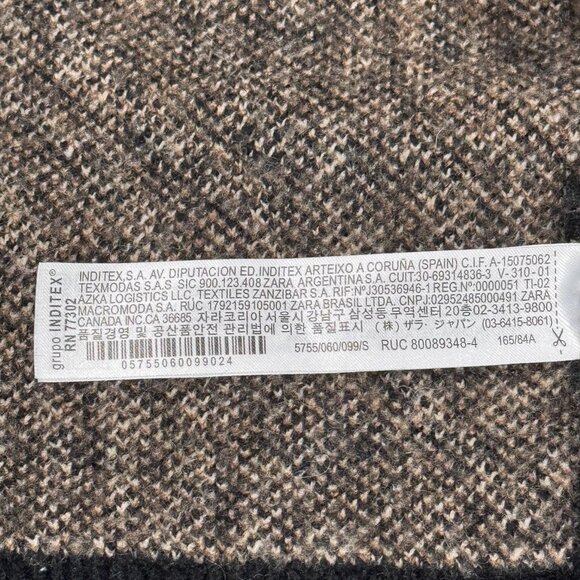 grupo INDITEX®
RN 77302
INDITEX,S.A. AV. DIPUTACION ED.INDITEX ARTEIXO A CORUÑA (SPAIN) C.I.F. A-15075062
TEXMODAS S.A.S SIC 900.123.408 ZARA ARGENTINA S.A. CUIT:30-69314836-3 V-310-01
AZKA LOGISTICS LLC, TEXTILES ZANZIBAR S.A. RIF-NºJ30536946-1 REG.Nº:0000051 TI-02
MACROMODA S.A. RUC: 1792159105001 ZARA BRASIL LTDA. CNPJ:02952485000491 ZARA
CANADA INC.CA 36685 자라코리아 서울시 강남구 삼성동 무역센터 20층 02-3413-9800
품질경영 및 공산품안전 관리법에 의한 품질표시 (株) ザラ・ジャパン (03-6415-8061)
05755060099024
5755/060/099/S
RUC 80089348-4
165/84A